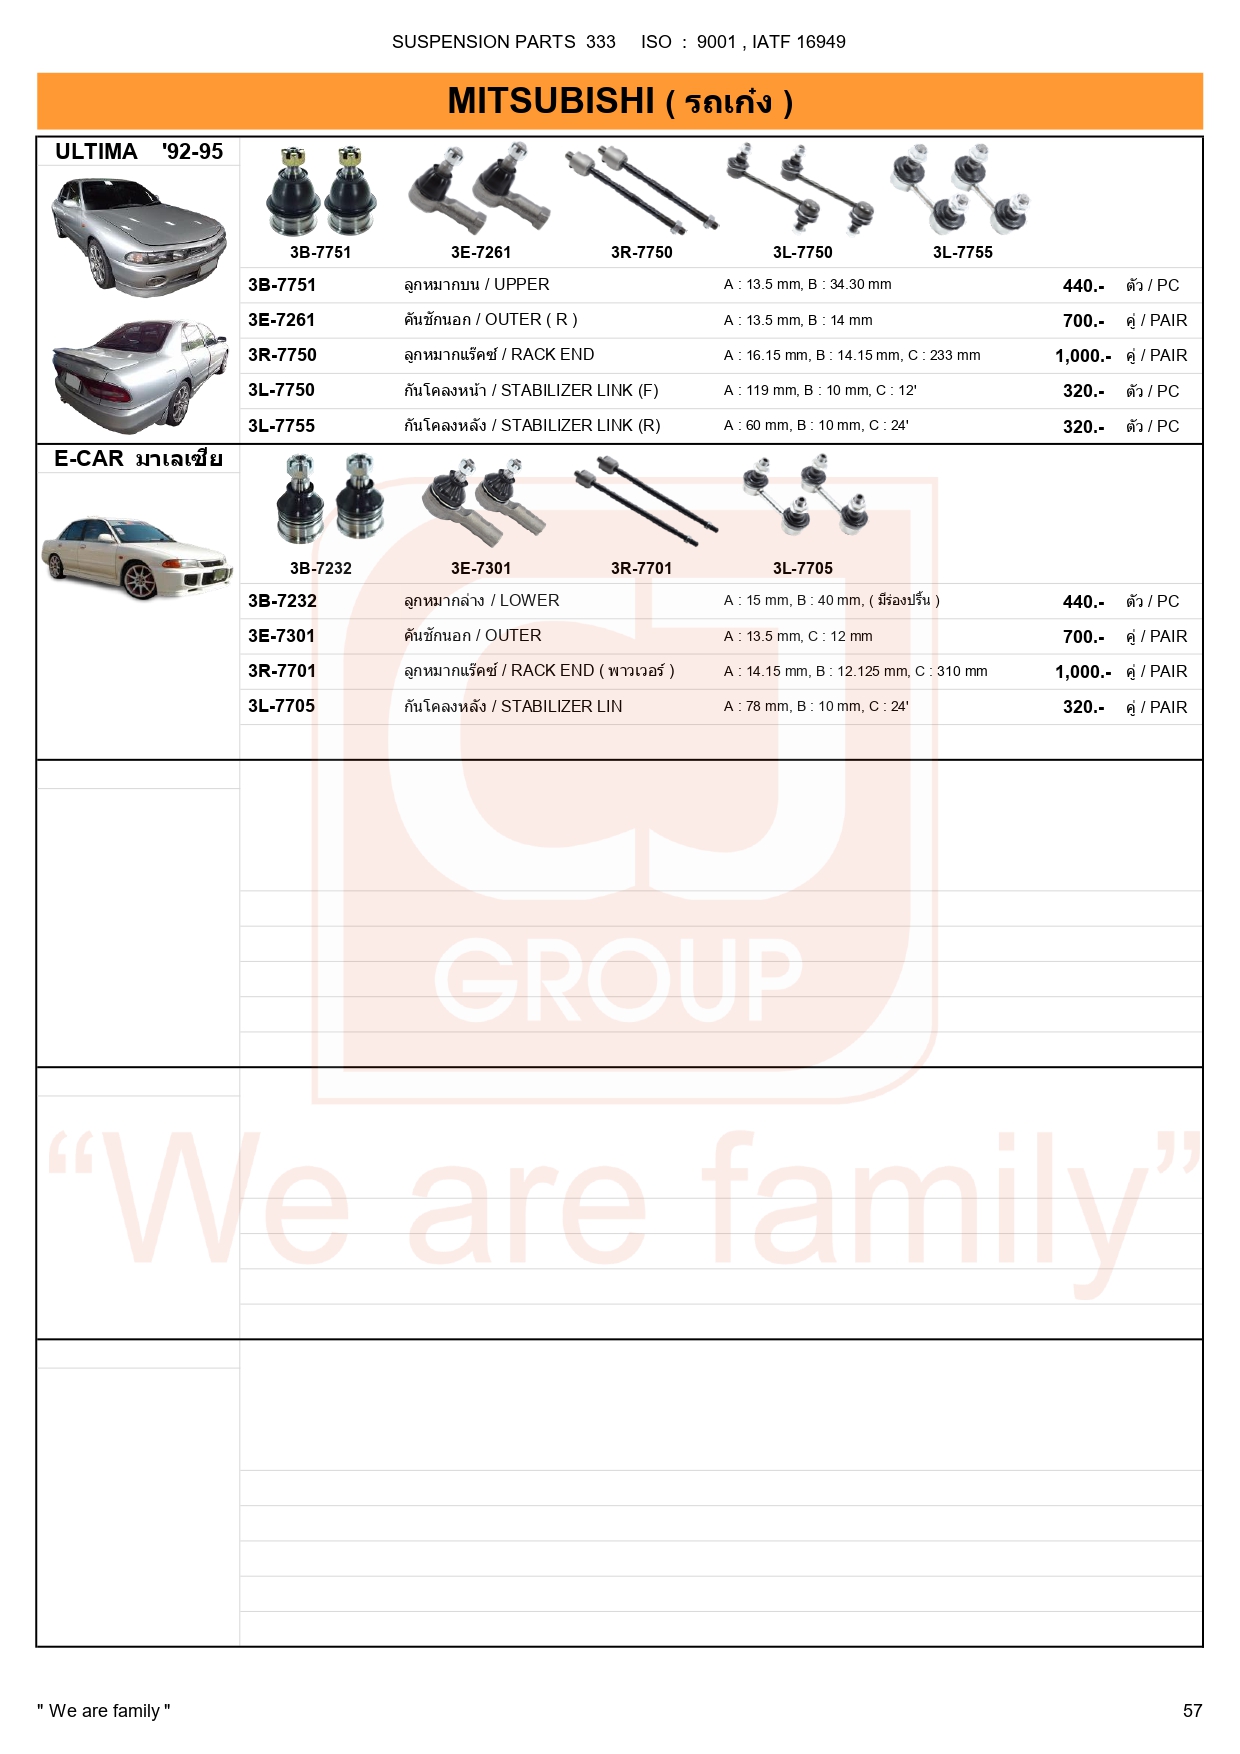 SUSPENSION PARTS  333     ISO  :  9001 , IATF 16949
MITSUBISHI ( รถเก๋ง )
ULTIMA    '92-95
3B-7751 3E-7261 3R-7750 3L-7750 3L-7755
3B-7751 ลูกหมากบน / UPPER A : 13.5 mm, B : 34.30 mm 440.- ตัว / PC
3E-7261 คันชักนอก / OUTER ( R ) A : 13.5 mm, B : 14 mm 700.- คู่ / PAIR
3R-7750 ลูกหมากแร๊คซ์ / RACK END A : 16.15 mm, B : 14.15 mm, C : 233 mm 1,000.- คู่ / PAIR
3L-7750 กันโคลงหน้า / STABILIZER LINK (F) A : 119 mm, B : 10 mm, C : 12' 320.- ตัว / PC
3L-7755 กันโคลงหลัง / STABILIZER LINK (R) A : 60 mm, B : 10 mm, C : 24' 320.- ตัว / PC
E-CAR  มาเลเซีย
3B-7232 3E-7301 3R-7701 3L-7705
3B-7232 ลูกหมากล่าง / LOWER A : 15 mm, B : 40 mm, ( มีร่องปริ้น ) 440.- ตัว / PC
3E-7301 คันชักนอก / OUTER A : 13.5 mm, C : 12 mm 700.- คู่ / PAIR
3R-7701 ลูกหมากแร๊คซ์ / RACK END ( พาวเวอร์ ) A : 14.15 mm, B : 12.125 mm, C : 310 mm 1,000.- คู่ / PAIR
3L-7705 กันโคลงหลัง / STABILIZER LIN A : 78 mm, B : 10 mm, C : 24' 320.- คู่ / PAIR
CJ
GROUP
“We are family”
" We are family " 57